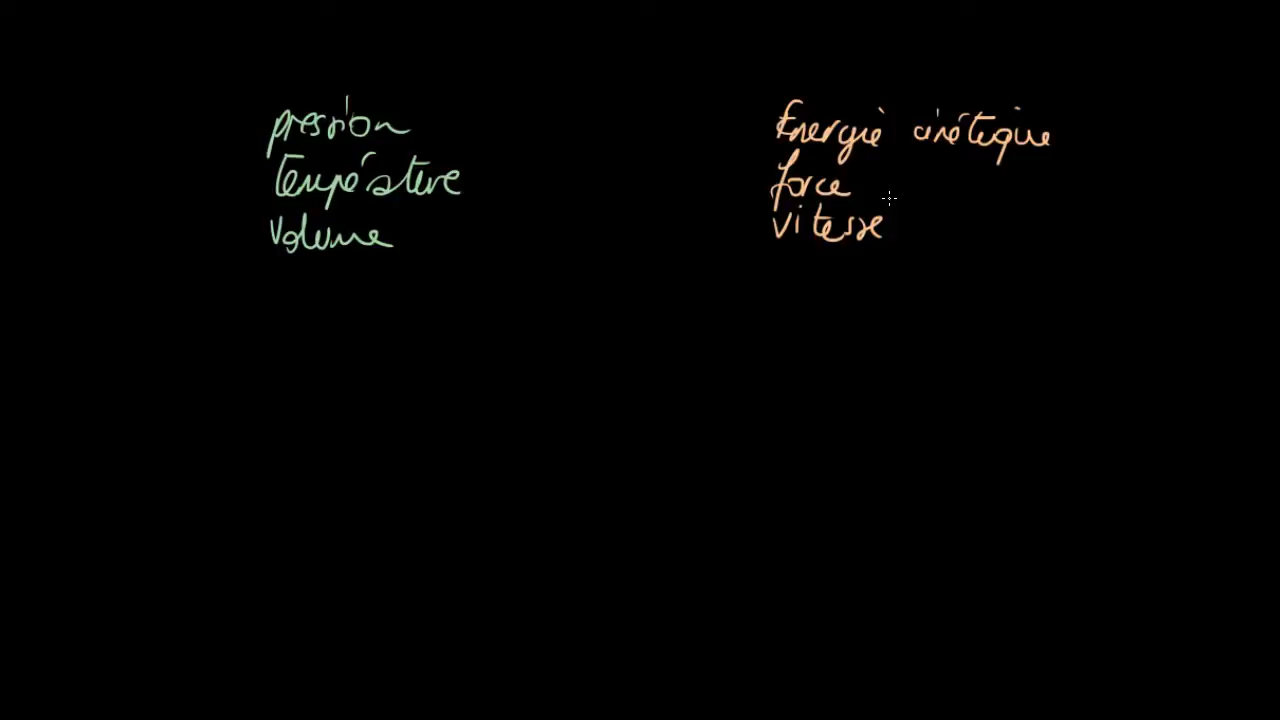 pression
température
volume
Energie cinétique
force
vitesse